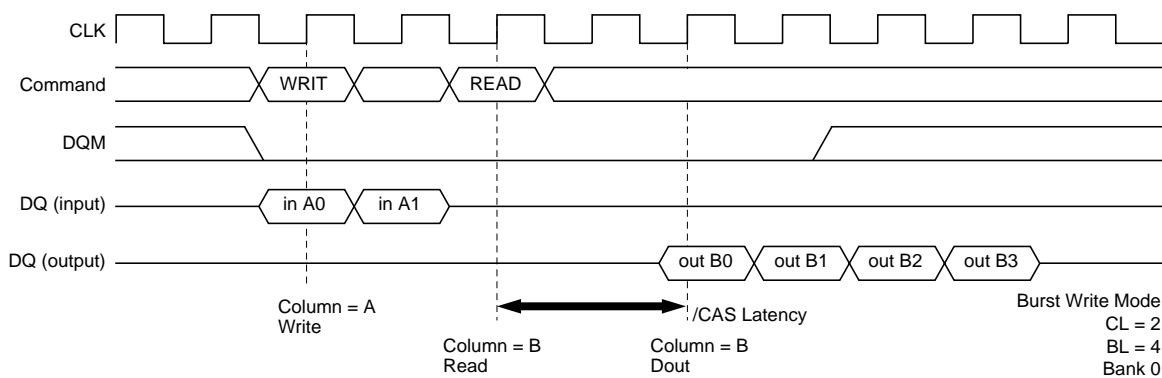 CLK
Command WRIT READ
DQM
DQ (input) in A0 in A1
DQ (output) out B0 out B1 out B2 out B3
Column = A
Write
/CAS Latency
Column = B
Read
Column = B
Dout
Burst Write Mode
CL = 2
BL = 4
Bank 0